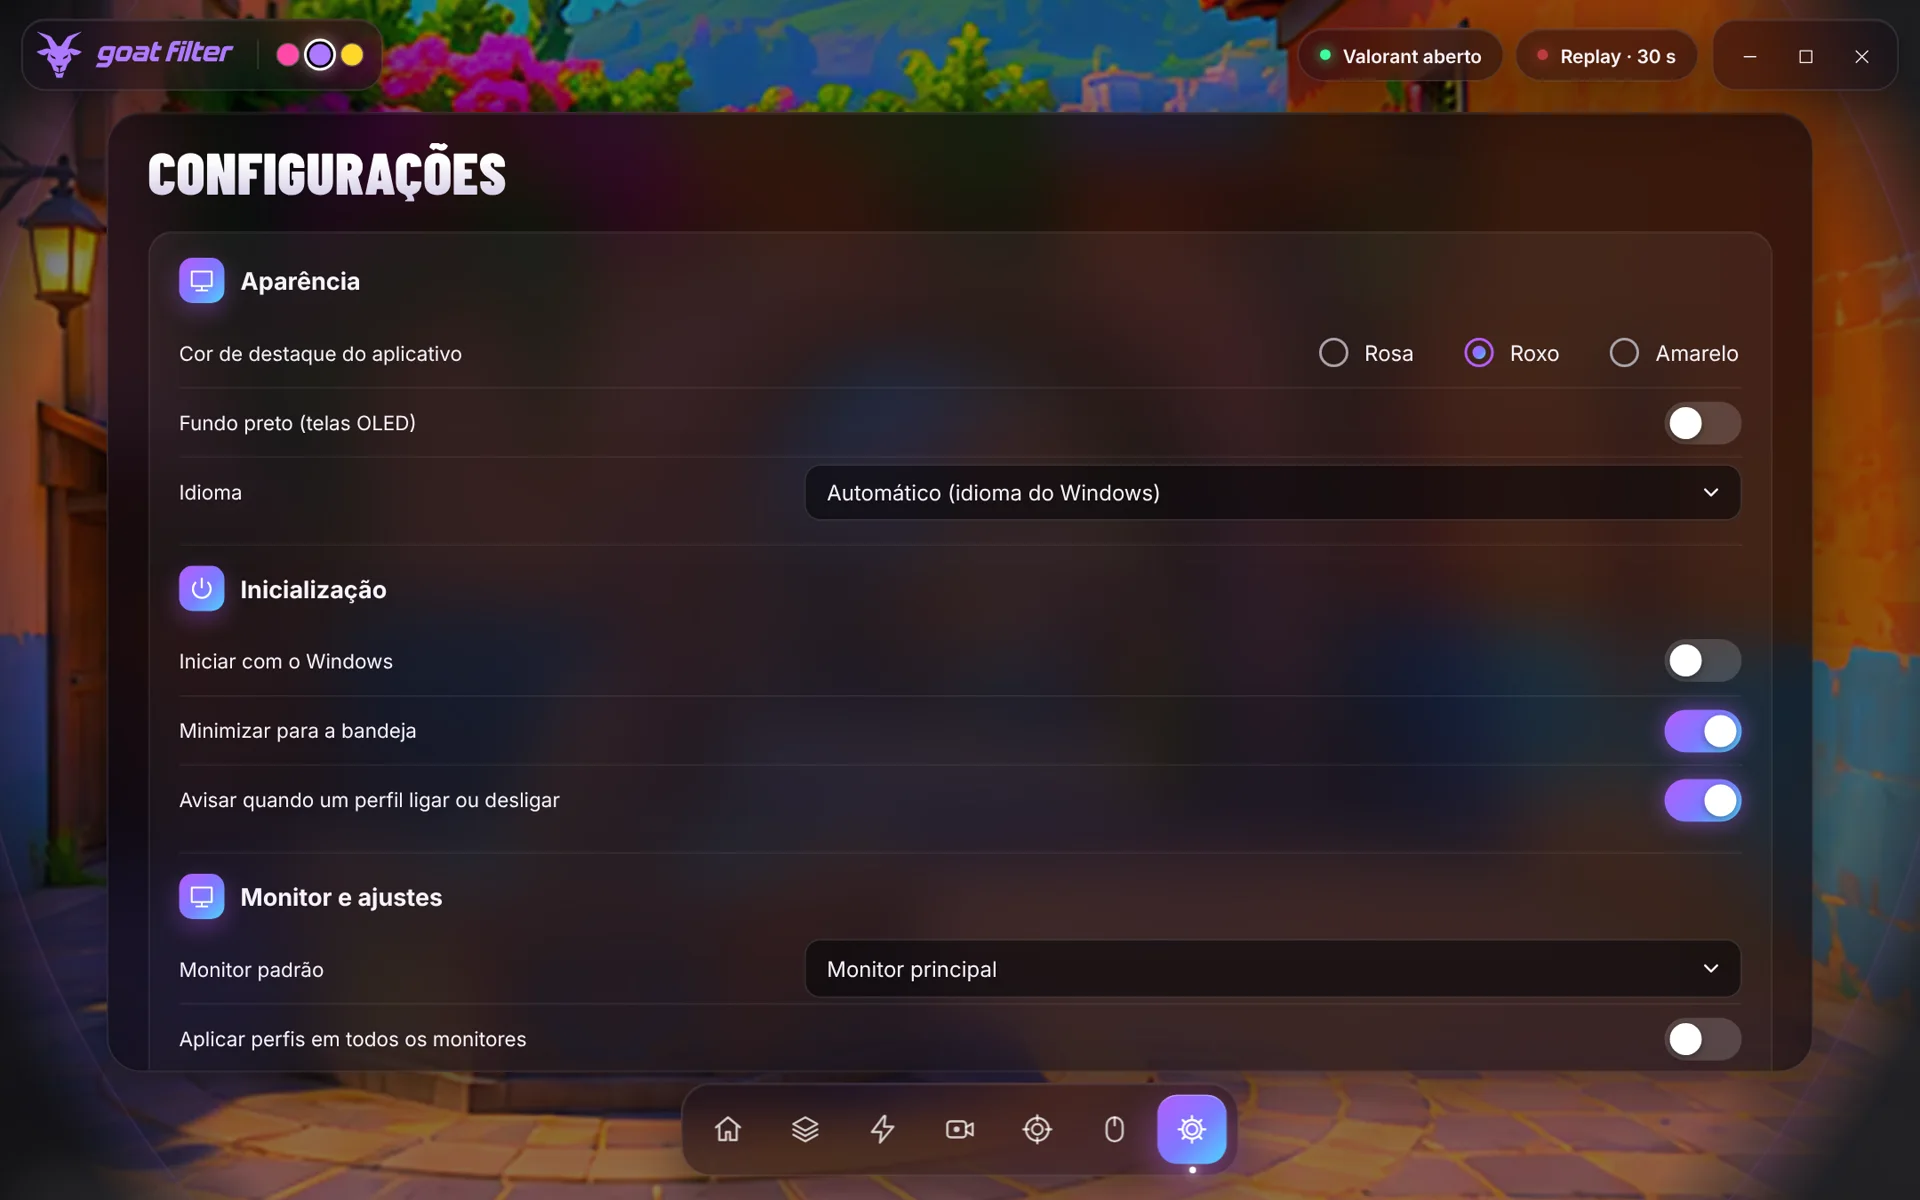 goat filter
Valorant aberto
Replay · 30 s
CONFIGURAÇÕES
Aparência
Cor de destaque do aplicativo
Rosa
Roxo
Amarelo
Fundo preto (telas OLED)
Idioma
Automático (idioma do Windows)
Inicialização
Iniciar com o Windows
Minimizar para a bandeja
Avisar quando um perfil ligar ou desligar
Monitor e ajustes
Monitor padrão
Monitor principal
Aplicar perfis em todos os monitores